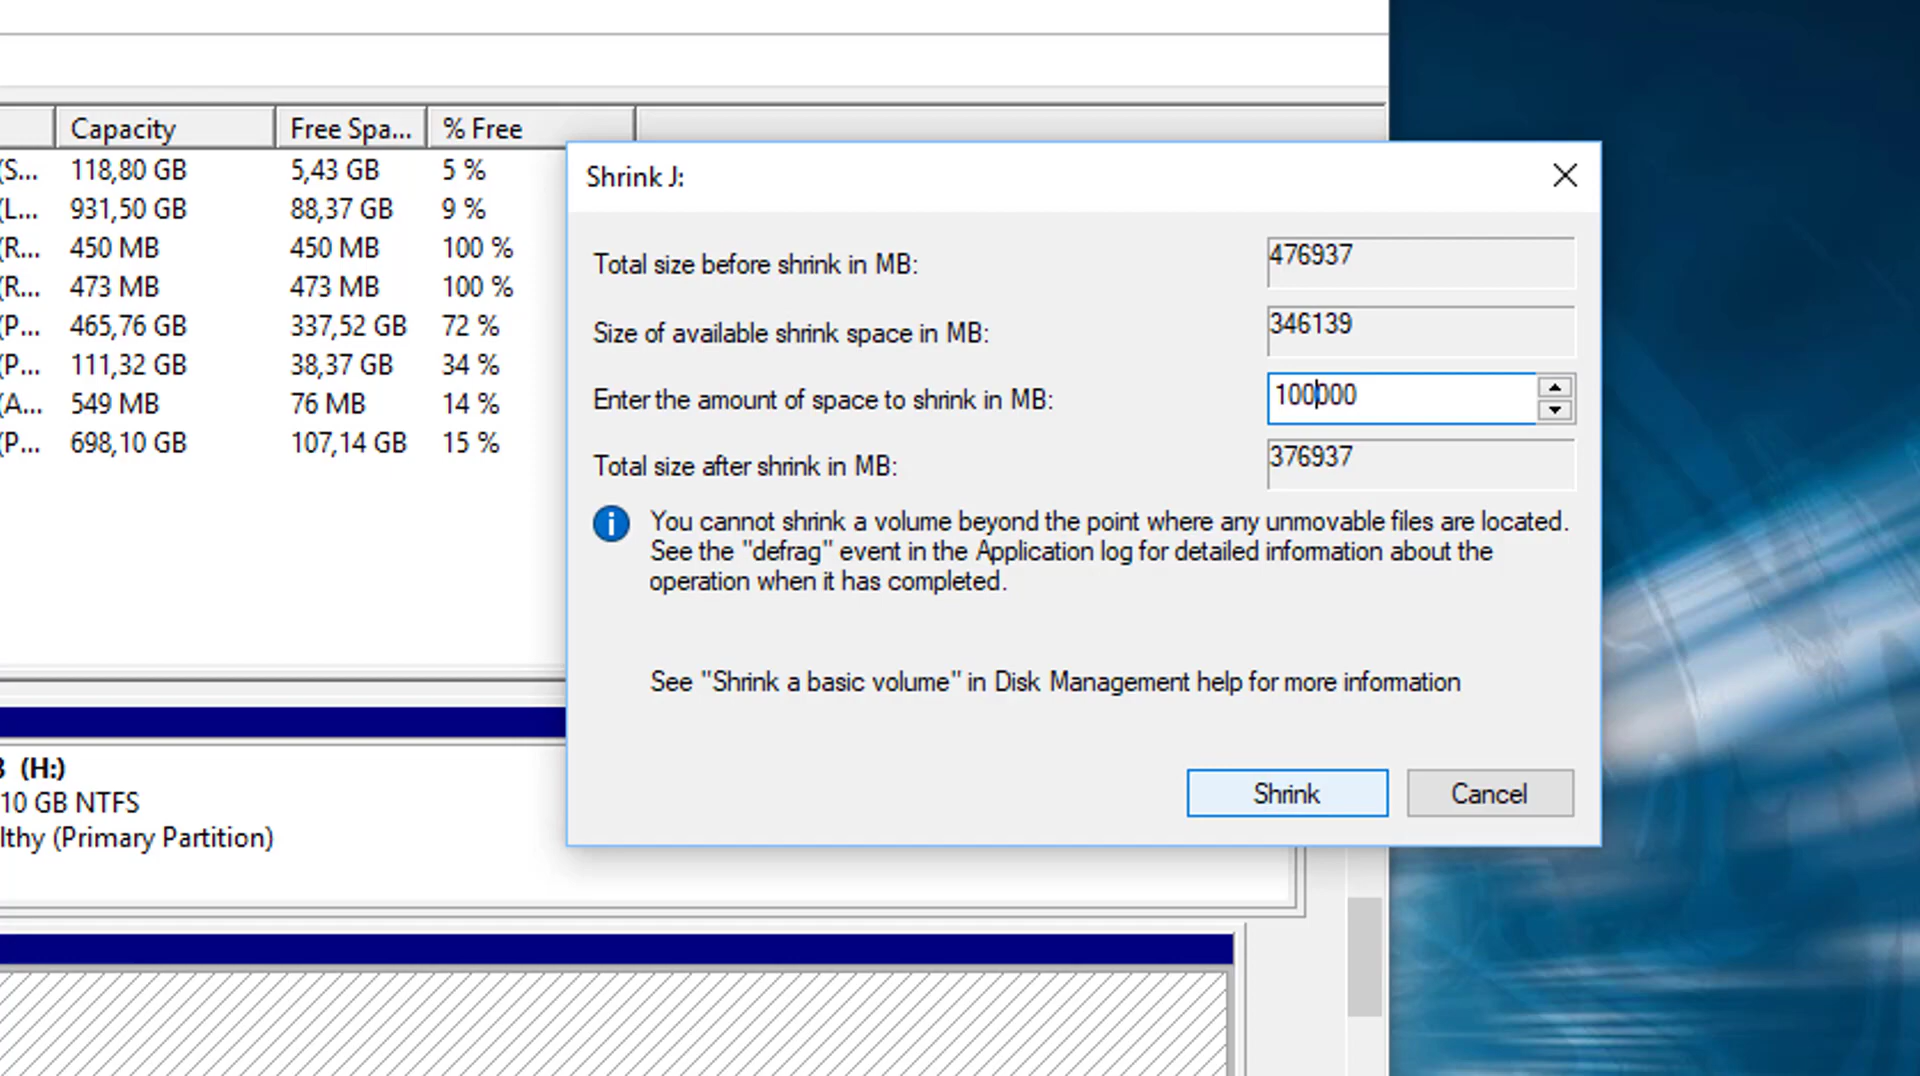 Capacity Free Spa... % Free
(S... 118,80 GB 5,43 GB 5 %
(L... 931,50 GB 88,37 GB 9 %
(R... 450 MB 450 MB 100 %
(R... 473 MB 473 MB 100 %
(P... 465,76 GB 337,52 GB 72 %
(P... 111,32 GB 38,37 GB 34 %
(A... 549 MB 76 MB 14 %
(P... 698,10 GB 107,14 GB 15 %
Shrink J:
Total size before shrink in MB: 476937
Size of available shrink space in MB: 346139
Enter the amount of space to shrink in MB: 100000
Total size after shrink in MB: 376937
You cannot shrink a volume beyond the point where any unmovable files are located.
See the "defrag" event in the Application log for detailed information about the
operation when it has completed.
See "Shrink a basic volume" in Disk Management help for more information
Shrink Cancel
(H:)
10 GB NTFS
lthy (Primary Partition)